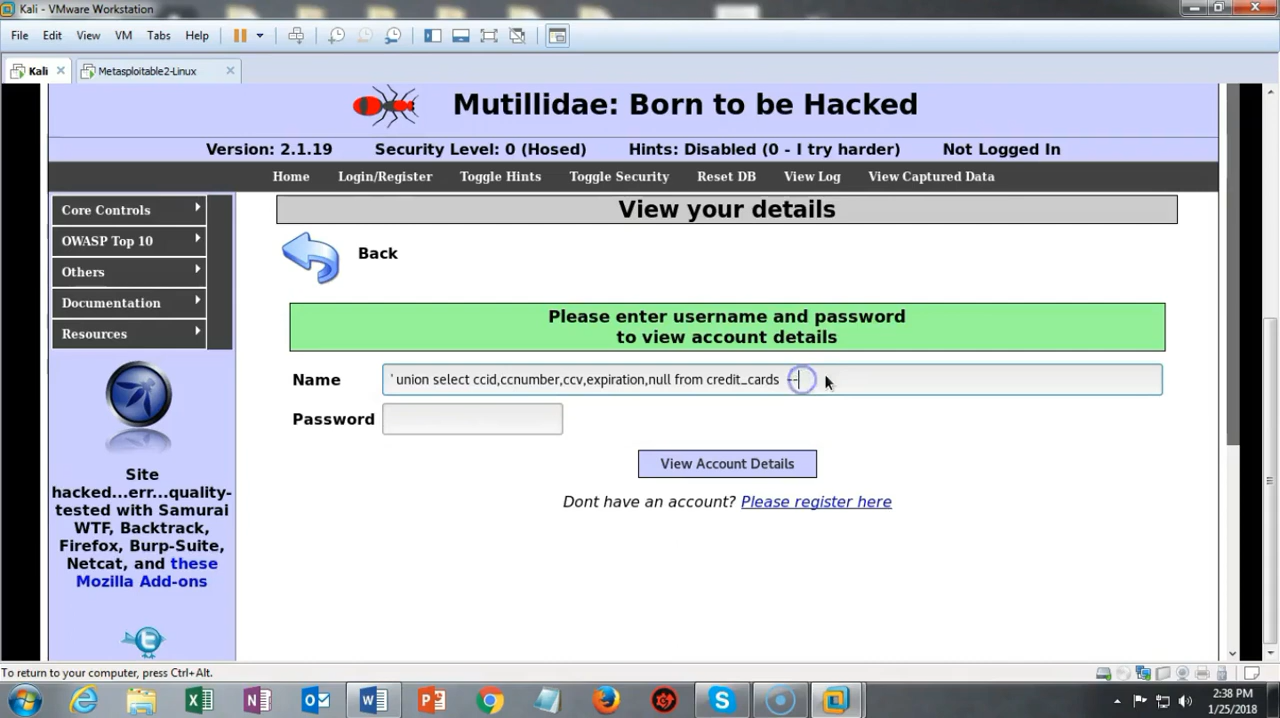 Kali - VMware Workstation
File Edit View VM Tabs Help
Kali Metasploitable2-Linux
Mutillidae: Born to be Hacked
Version: 2.1.19 Security Level: 0 (Hosed) Hints: Disabled (0 - I try harder) Not Logged In
Home Login/Register Toggle Hints Toggle Security Reset DB View Log View Captured Data
Core Controls
OWASP Top 10
Others
Documentation
Resources
Site
hacked...err...quality-
tested with Samurai
WTF, Backtrack,
Firefox, Burp-Suite,
Netcat, and these
Mozilla Add-ons
View your details
Back
Please enter username and password
to view account details
Name ' union select ccid,ccnumber,ccv,expiration,null from credit_cards --
Password
View Account Details
Dont have an account? Please register here
To return to your computer, press Ctrl+Alt.
2:38 PM
1/25/2018